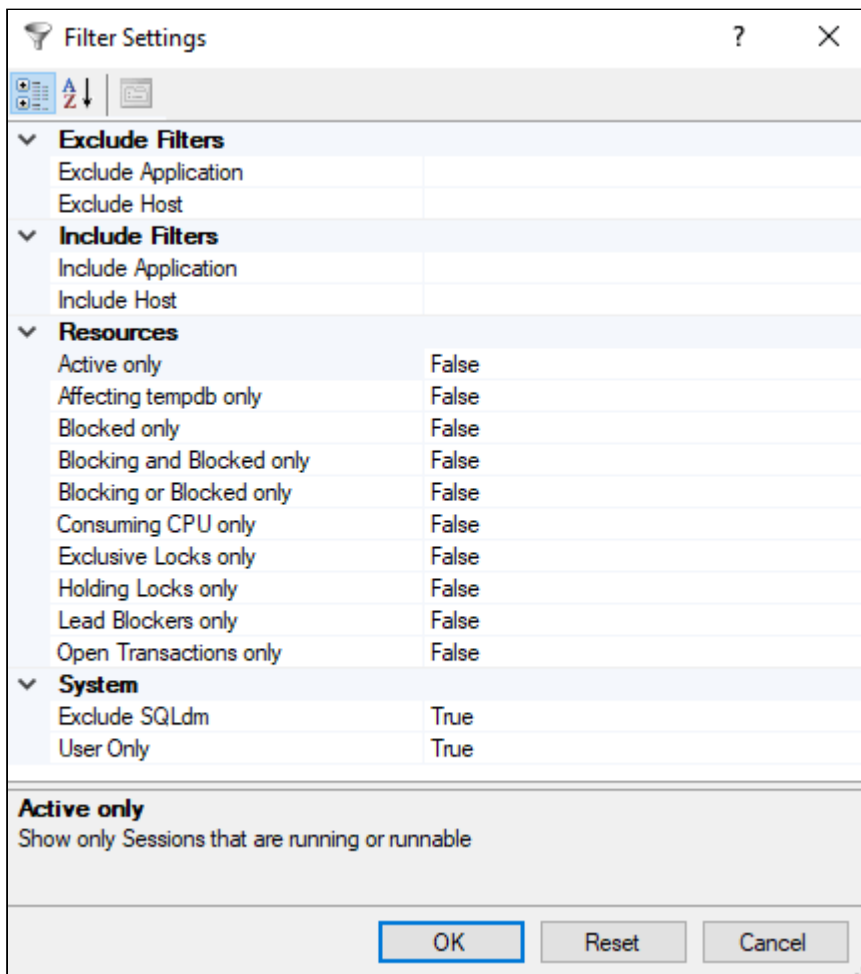 Filter Settings ?
A
Z
Exclude Filters
Exclude Application
Exclude Host
Include Filters
Include Application
Include Host
Resources
Active only False
Affecting tempdb only False
Blocked only False
Blocking and Blocked only False
Blocking or Blocked only False
Consuming CPU only False
Exclusive Locks only False
Holding Locks only False
Lead Blockers only False
Open Transactions only False
System
Exclude SQLdm True
User Only True
Active only
Show only Sessions that are running or runnable
OK Reset Cancel